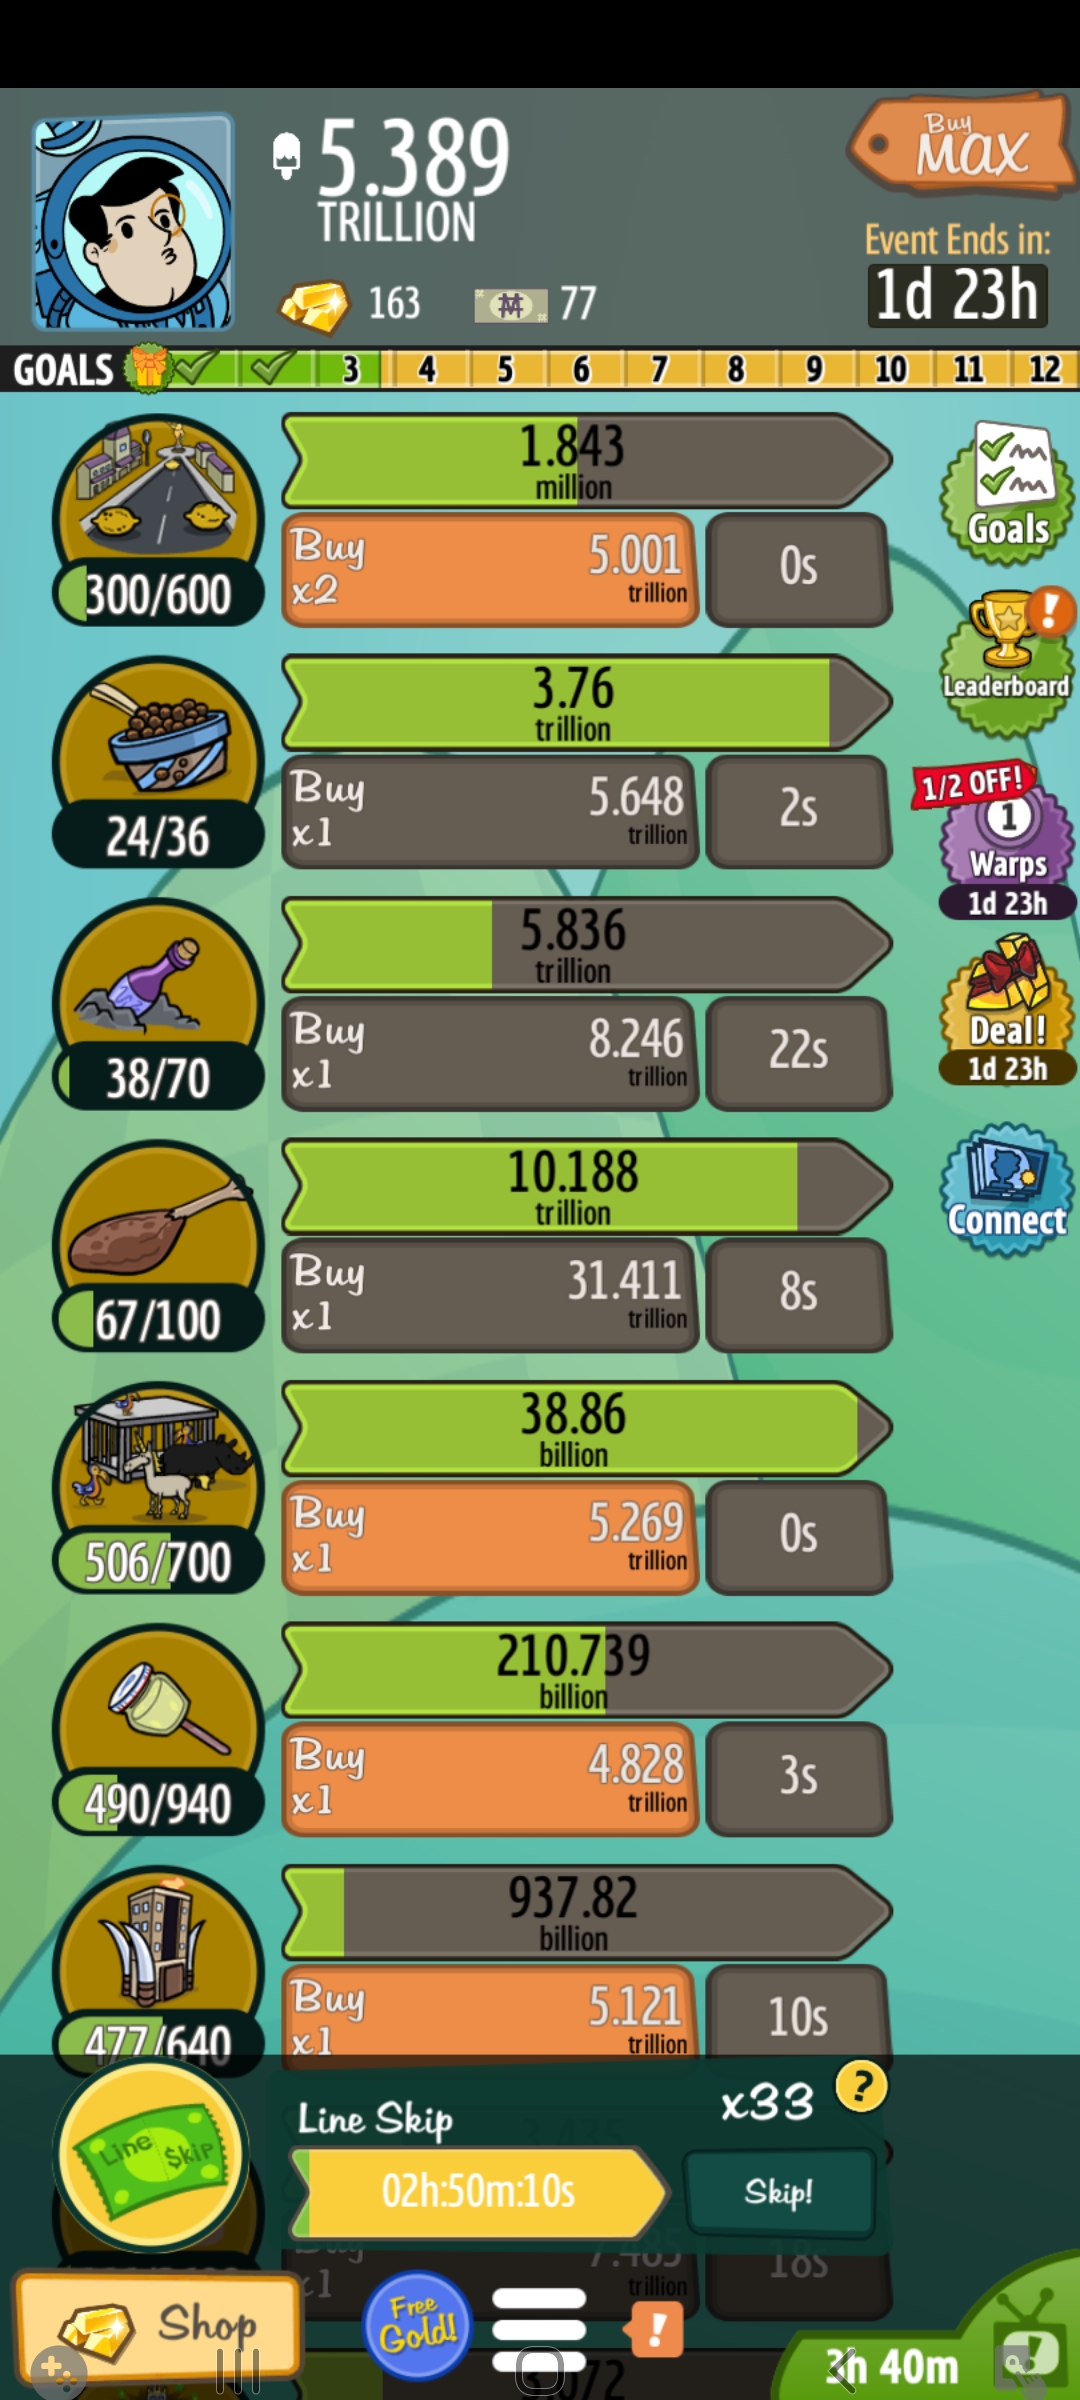 5.389
TRILLION
Buy
MAX
Event Ends in:
1d 23h
163
77
GOALS 3 4 5 6 7 8 9 10 11 12
1.843
million
Buy
x2
5.001
trillion
0s
300/600
Goals
Leaderboard
3.76
trillion
Buy
x1
5.648
trillion
2s
24/36
1/2 OFF!
1
Warps
1d 23h
5.836
trillion
Buy
x1
8.246
trillion
22s
38/70
Deal!
1d 23h
10.188
trillion
Buy
x1
31.411
trillion
8s
67/100
Connect
38.86
billion
Buy
x1
5.269
trillion
0s
506/700
210.739
billion
Buy
x1
4.828
trillion
3s
490/940
937.82
billion
Buy
x1
5.121
trillion
10s
477/640
Line Skip
x33
?
Line $kip
02h:50m:10s
Skip!
trillion
18s
Shop
Free
Gold!
!
3h 40m